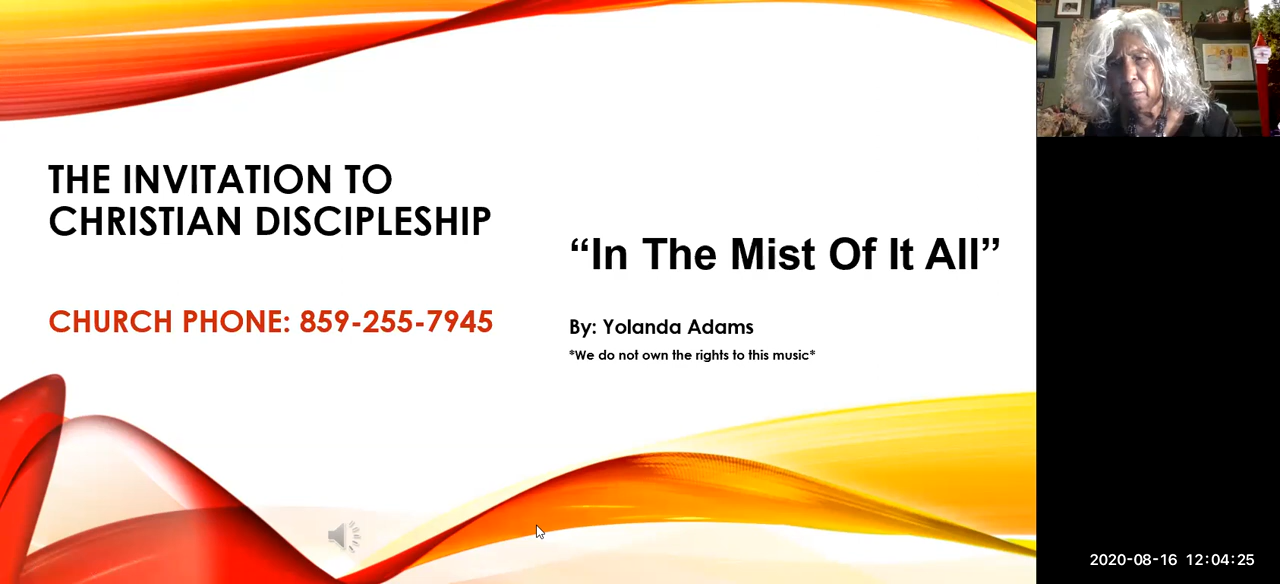 THE INVITATION TO
CHRISTIAN DISCIPLESHIP
CHURCH PHONE: 859-255-7945
“In The Mist Of It All”
By: Yolanda Adams
*We do not own the rights to this music*
2020-08-16 12:04:25